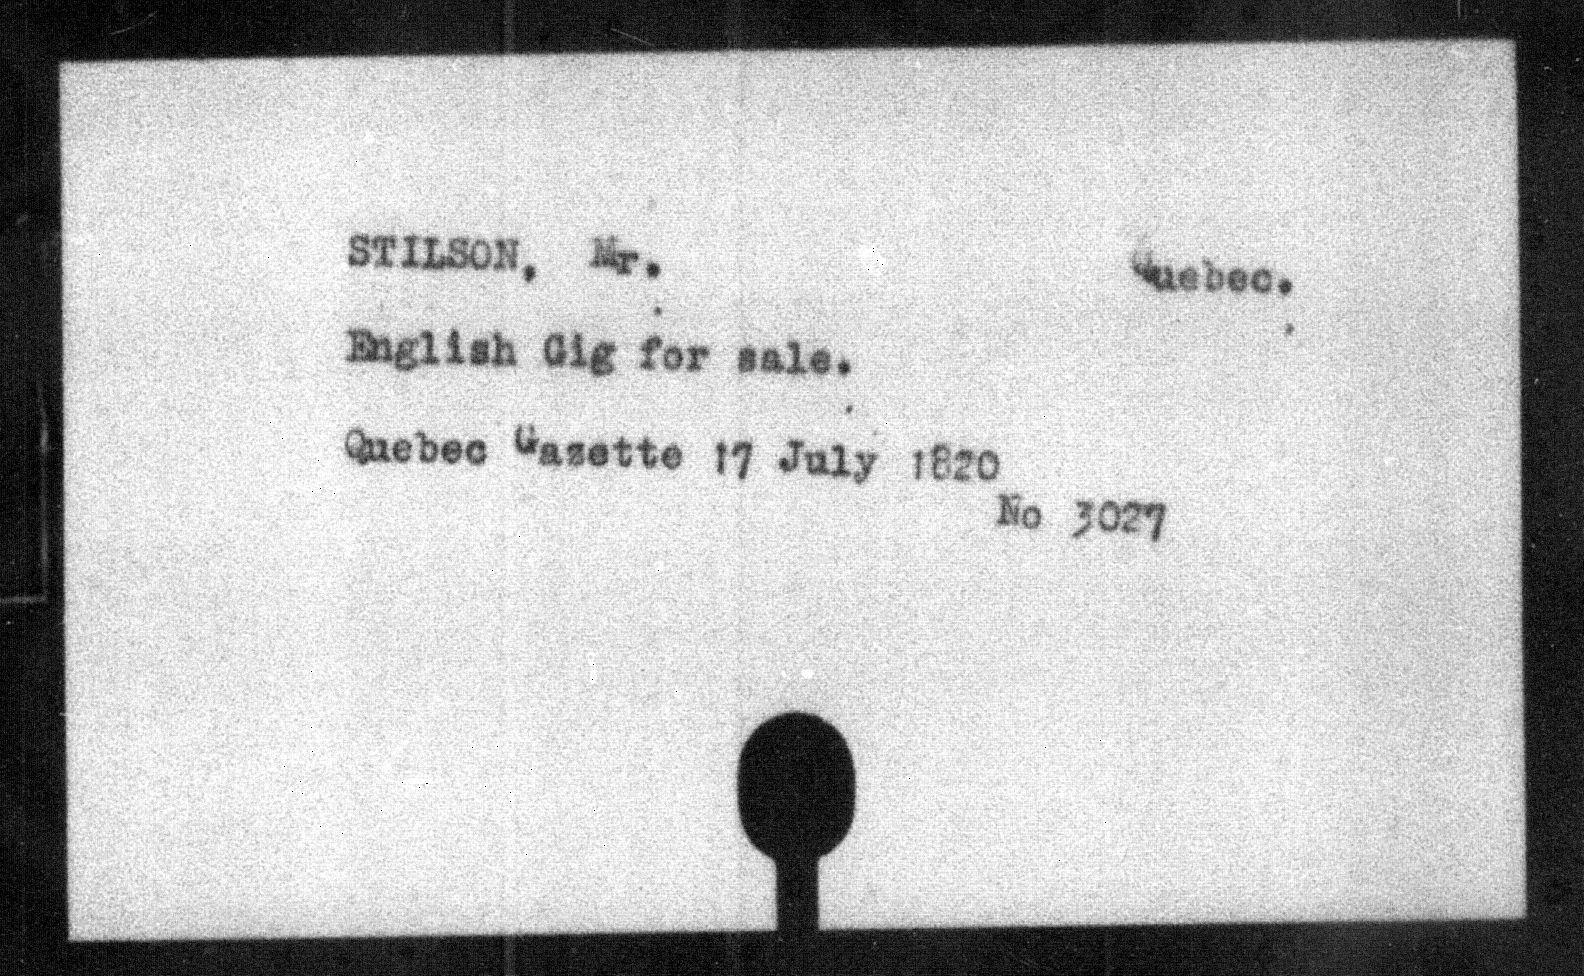 STILSON, Mr. Quebec.
English Gig for sale.
Quebec Gazette 17 July 1820
No 3027